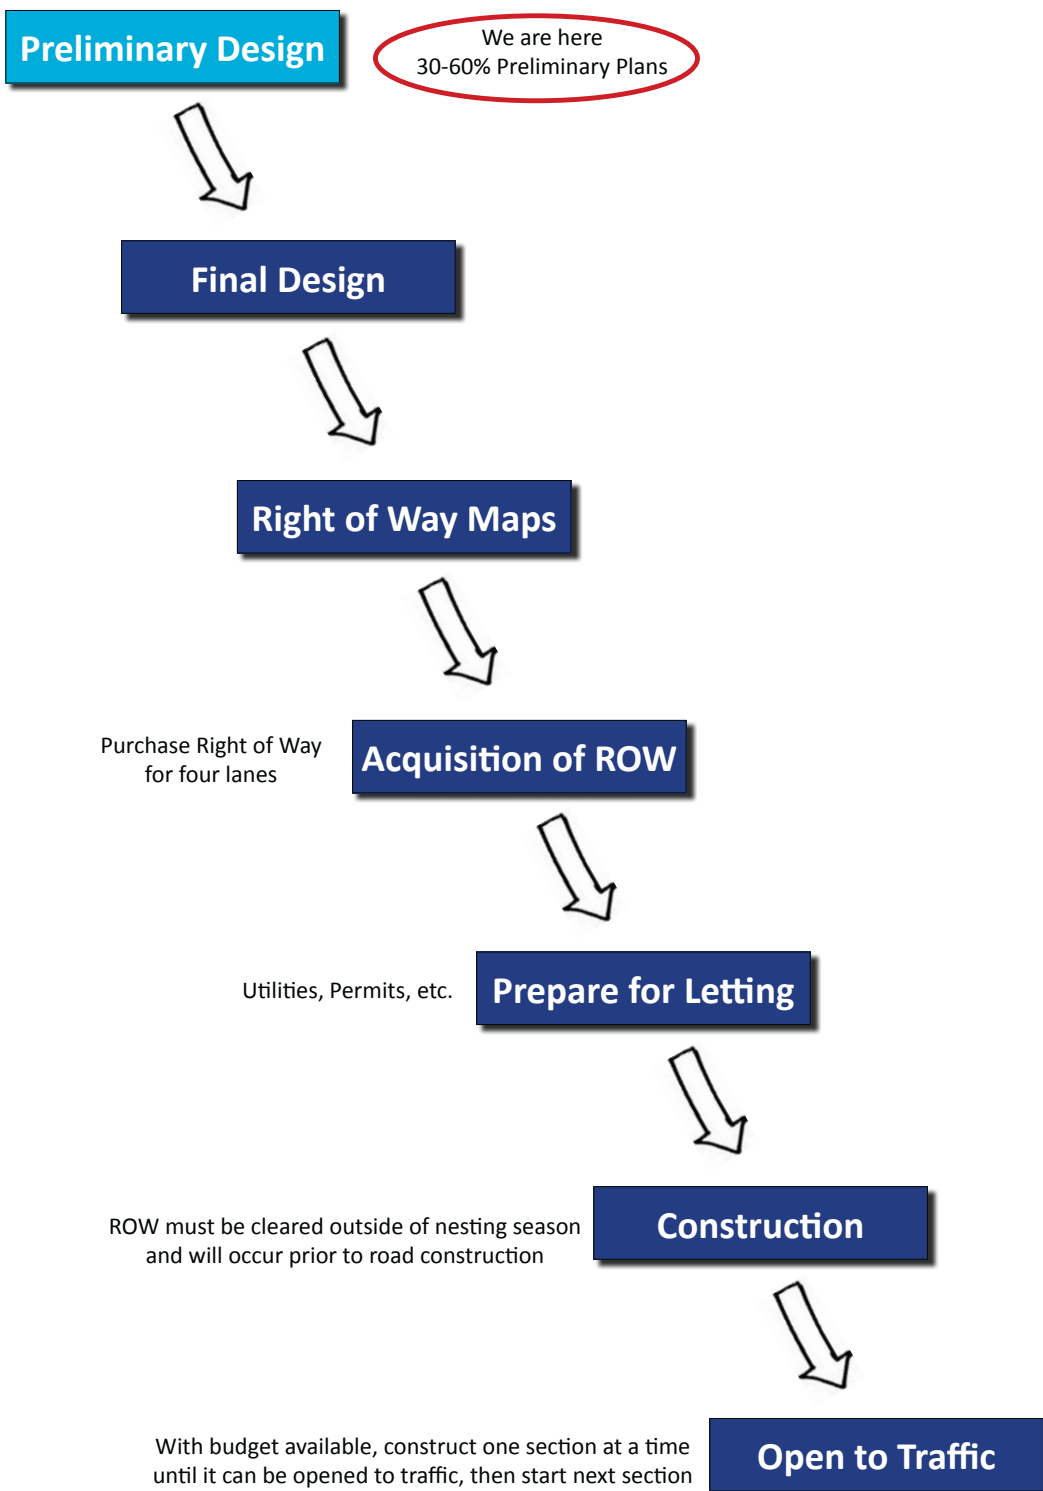 Preliminary Design
We are here
30-60% Preliminary Plans
Final Design
Right of Way Maps
Purchase Right of Way
for four lanes
Acquisition of ROW
Utilities, Permits, etc.
Prepare for Letting
ROW must be cleared outside of nesting season
and will occur prior to road construction
Construction
With budget available, construct one section at a time
until it can be opened to traffic, then start next section
Open to Traffic